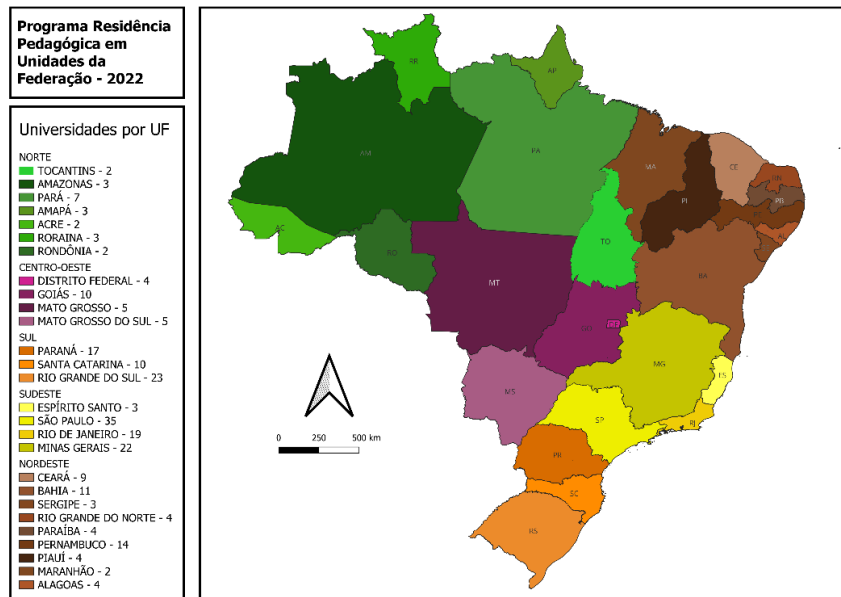 Programa Residência
Pedagógica em
Unidades da
Federação - 2022
Universidades por UF
NORTE
TOCANTINS - 2
AMAZONAS - 3
PARÁ - 7
AMAPÁ - 3
ACRE - 2
RORAINA - 3
RONDÔNIA - 2
CENTRO-OESTE
DISTRITO FEDERAL - 4
GOIÁS - 10
MATO GROSSO - 5
MATO GROSSO DO SUL - 5
SUL
PARANÁ - 17
SANTA CATARINA - 10
RIO GRANDE DO SUL - 23
SUDESTE
ESPÍRITO SANTO - 3
SÃO PAULO - 35
RIO DE JANEIRO - 19
MINAS GERAIS - 22
NORDESTE
CEARÁ - 9
BAHIA - 11
SERGIPE - 3
RIO GRANDE DO NORTE - 4
PARAÍBA - 4
PERNAMBUCO - 14
PIAUÍ - 4
MARANHÃO - 2
ALAGOAS - 4
RR
AP
AM
PA
MA
CE
RN
PB
PI
PE
AL
AC
RO
TO
BA
MT
GO
MG
ES
MS
SP
RJ
PR
SC
RS
0 250 500 km